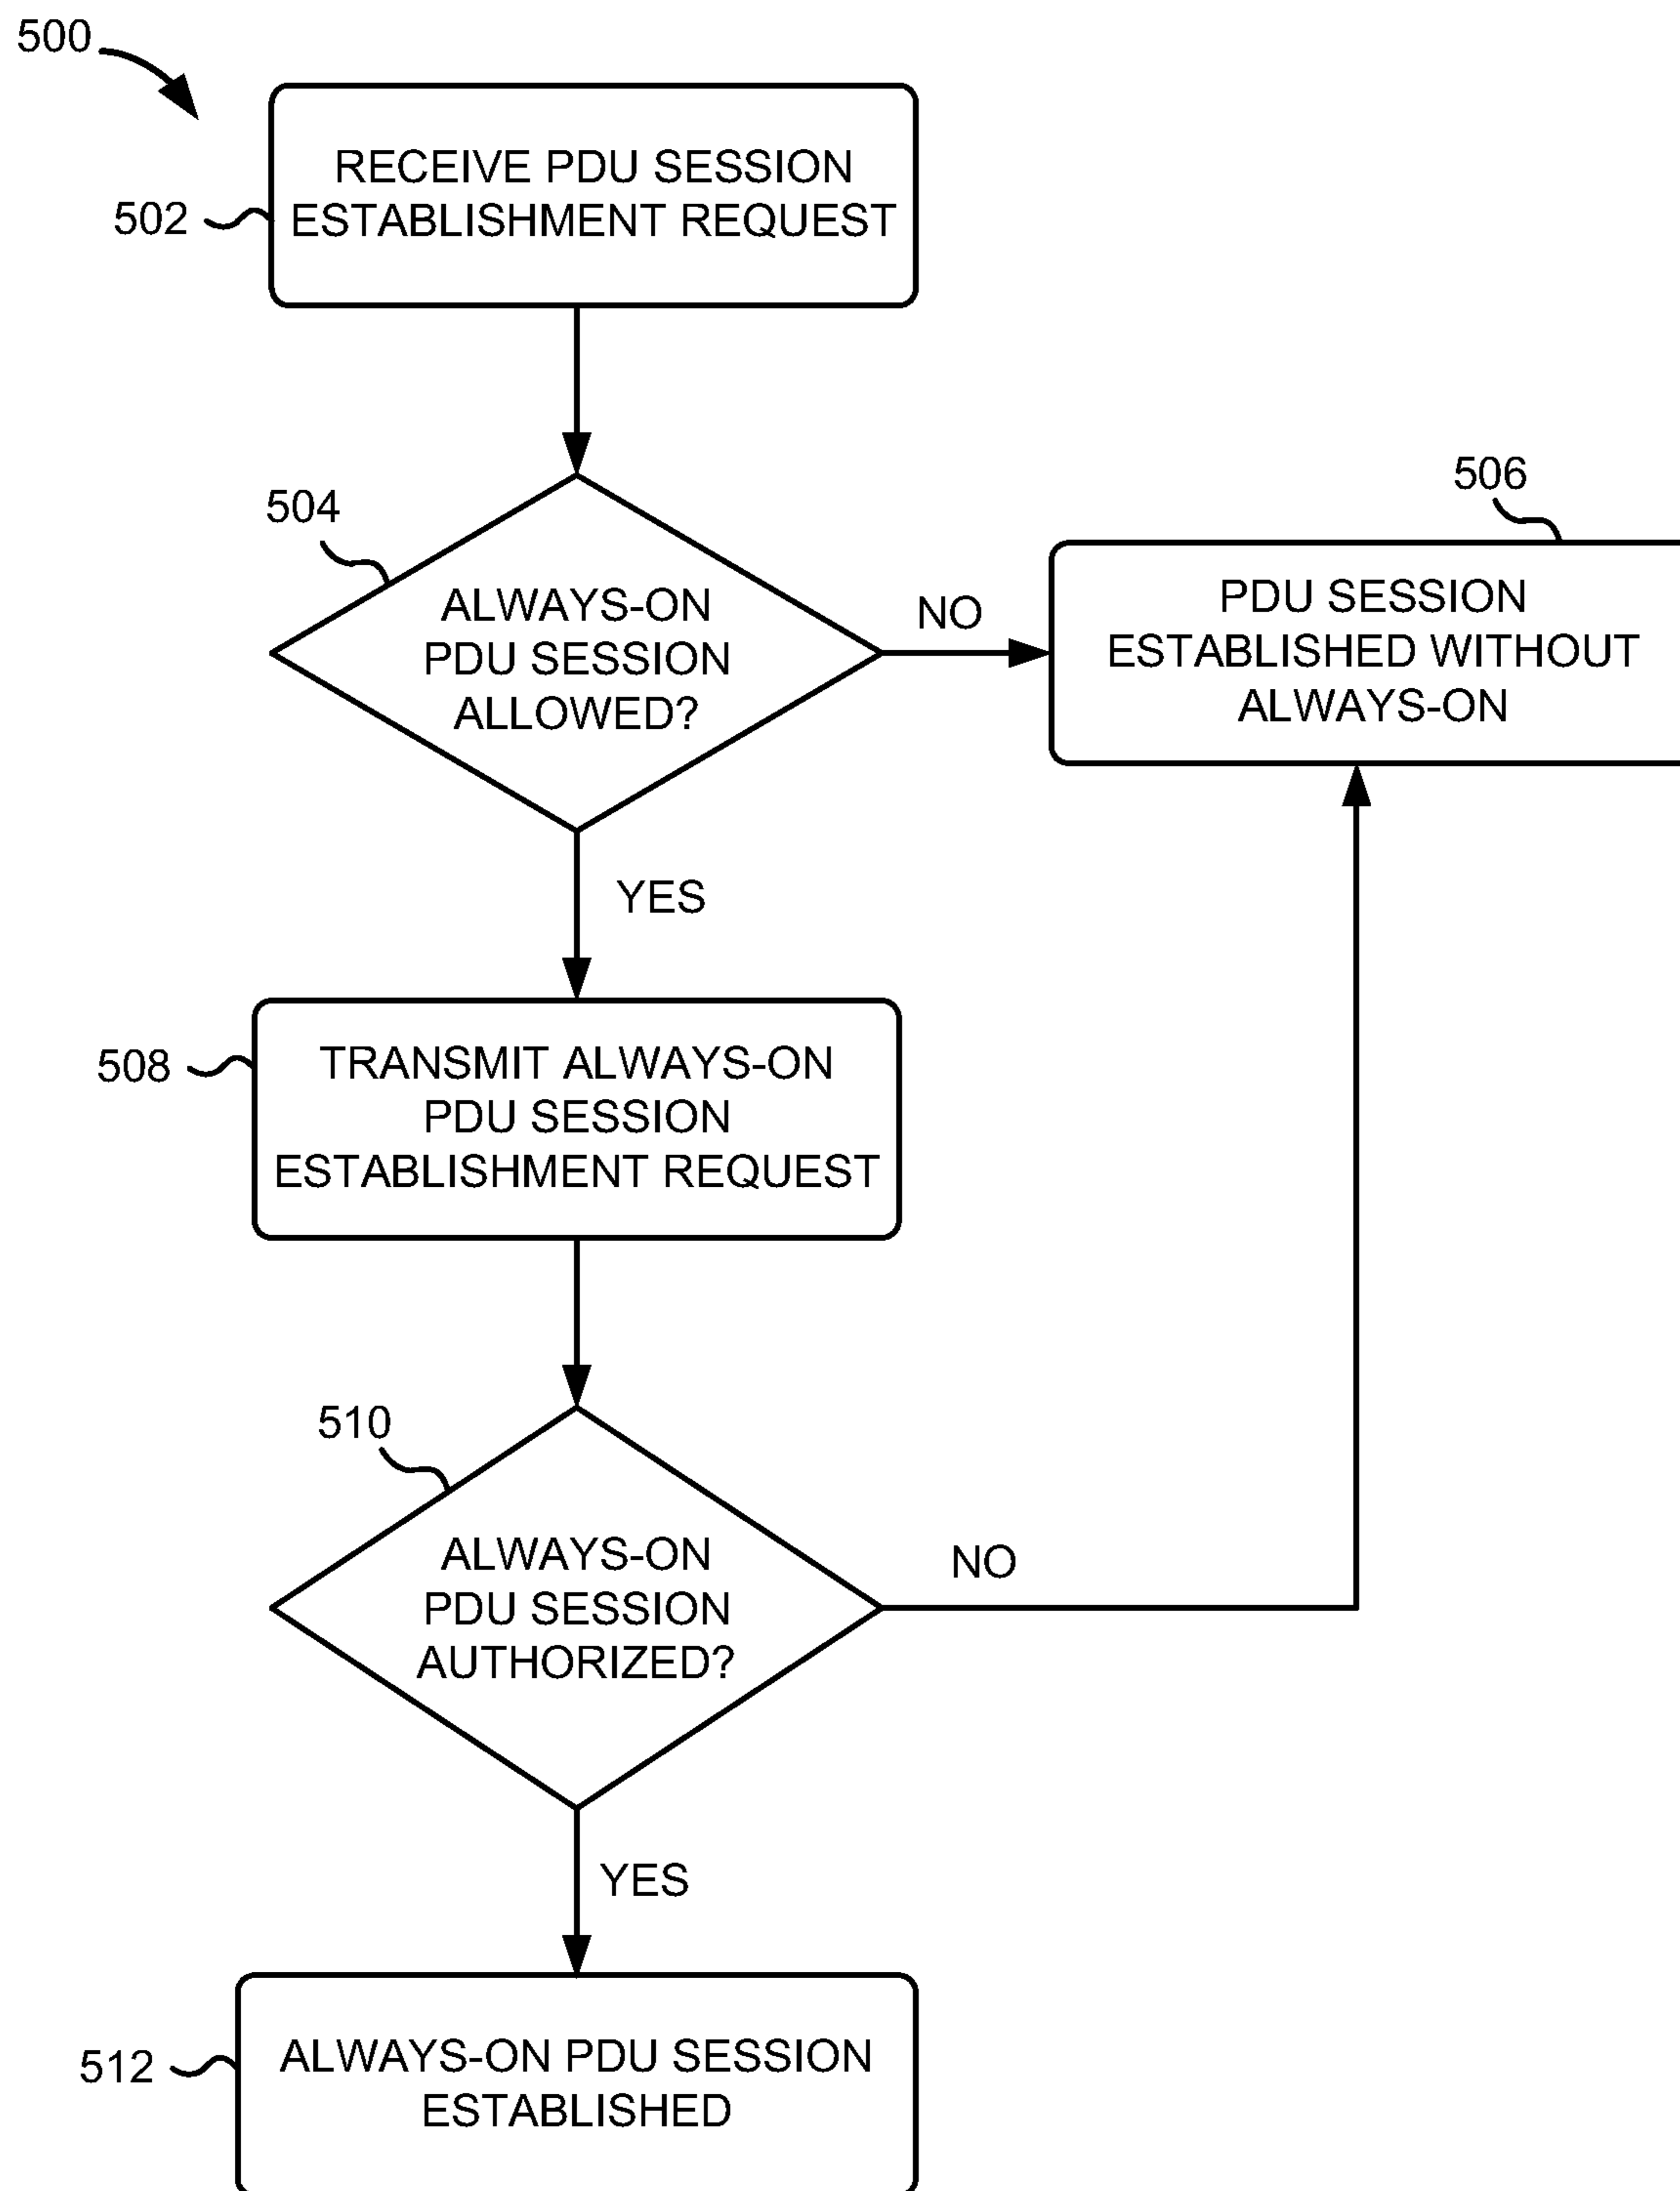 500
RECEIVE PDU SESSION
ESTABLISHMENT REQUEST
502
504
ALWAYS-ON
PDU SESSION
ALLOWED?
NO
506
PDU SESSION
ESTABLISHED WITHOUT
ALWAYS-ON
YES
508
TRANSMIT ALWAYS-ON
PDU SESSION
ESTABLISHMENT REQUEST
510
ALWAYS-ON
PDU SESSION
AUTHORIZED?
NO
YES
512
ALWAYS-ON PDU SESSION
ESTABLISHED